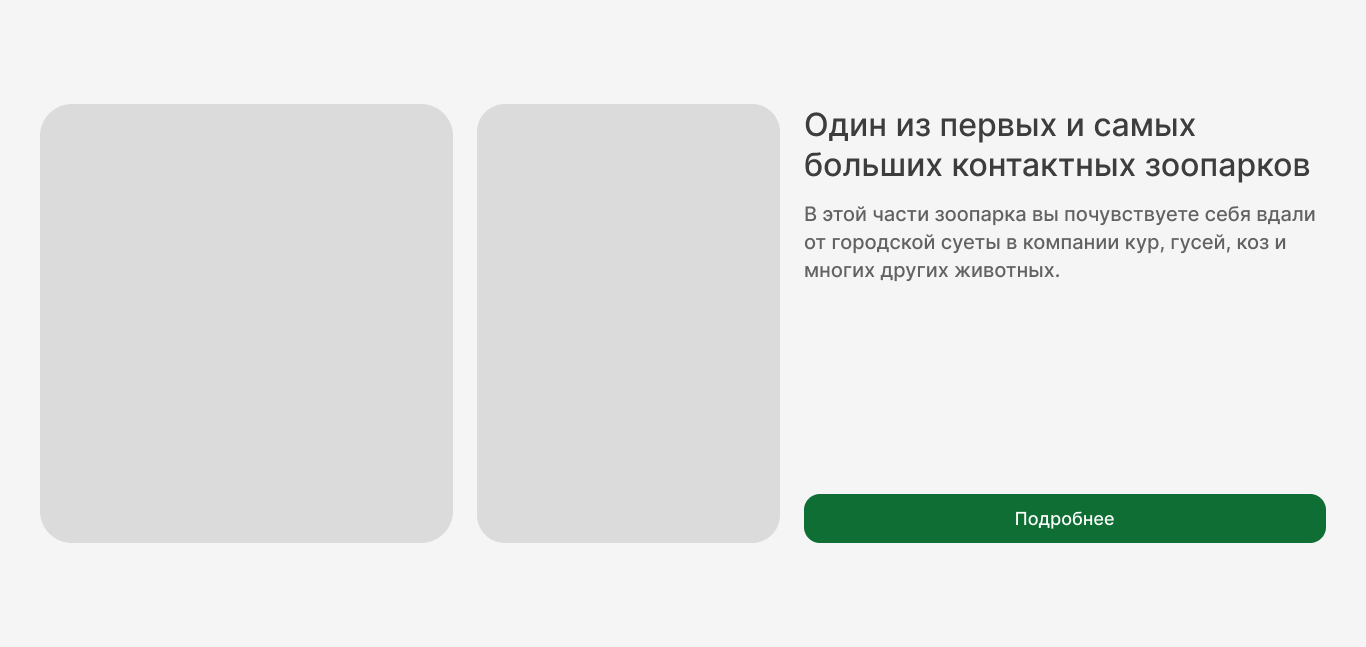 Один из первых и самых
больших контактных зоопарков
В этой части зоопарка вы почувствуете себя вдали
от городской суеты в компании кур, гусей, коз и
многих других животных.
Подробнее